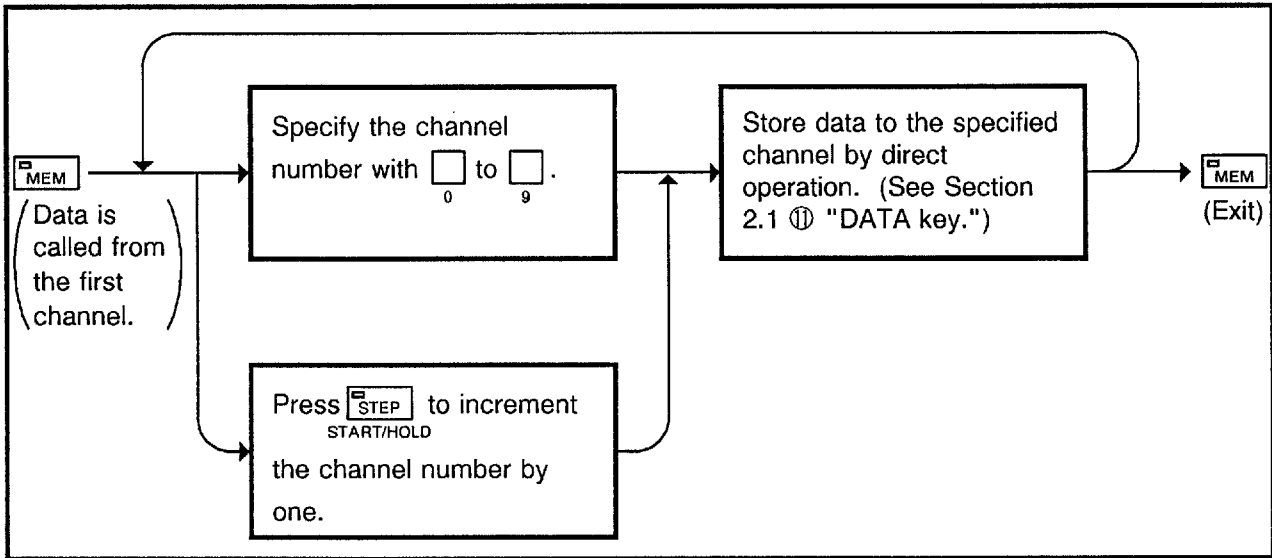 MEM
(Data is
called from
the first
channel.)
Specify the channel
number with □ to □.
0 9
Press STEP to increment
START/HOLD
the channel number by
one.
Store data to the specified
channel by direct
operation. (See Section
2.1 ⑪ "DATA key.")
MEM
(Exit)